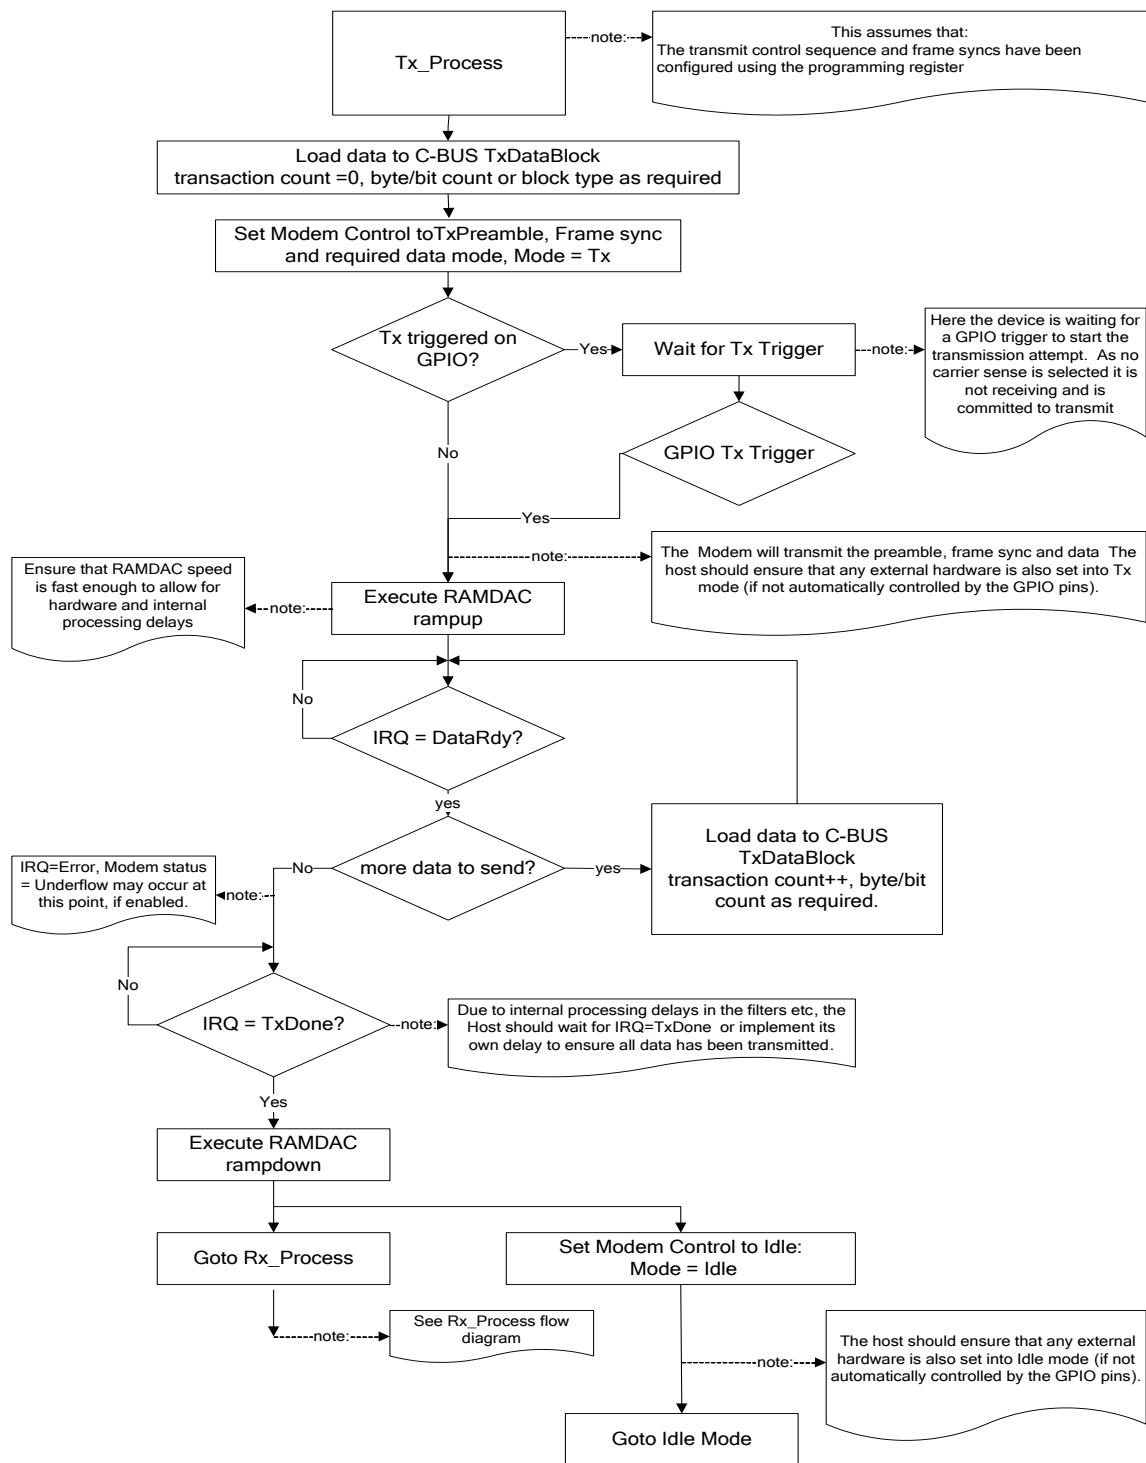 Tx_Process
note:
This assumes that:
The transmit control sequence and frame syncs have been
configured using the programming register
Load data to C-BUS TxDataBlock
transaction count =0, byte/bit count or block type as required
Set Modem Control toTxPreamble, Frame sync
and required data mode, Mode = Tx
Tx triggered on
GPIO?
Yes
Wait for Tx Trigger
note:
Here the device is waiting for
a GPIO trigger to start the
transmission attempt.  As no
carrier sense is selected it is
not receiving and is
committed to transmit
No
GPIO Tx Trigger
Yes
note:
The  Modem will transmit the preamble, frame sync and data  The
host should ensure that any external hardware is also set into Tx
mode (if not automatically controlled by the GPIO pins).
Ensure that RAMDAC speed
is fast enough to allow for
hardware and internal
processing delays
note:
Execute RAMDAC
rampup
No
IRQ = DataRdy?
yes
more data to send?
No
yes
Load data to C-BUS
TxDataBlock
transaction count++, byte/bit
count as required.
IRQ=Error, Modem status
= Underflow may occur at
this point, if enabled.
note:
No
IRQ = TxDone?
note:
Due to internal processing delays in the filters etc, the
Host should wait for IRQ=TxDone  or implement its
own delay to ensure all data has been transmitted.
Yes
Execute RAMDAC
rampdown
Goto Rx_Process
Set Modem Control to Idle:
Mode = Idle
note:
See Rx_Process flow
diagram
note:
The host should ensure that any external
hardware is also set into Idle mode (if not
automatically controlled by the GPIO pins).
Goto Idle Mode